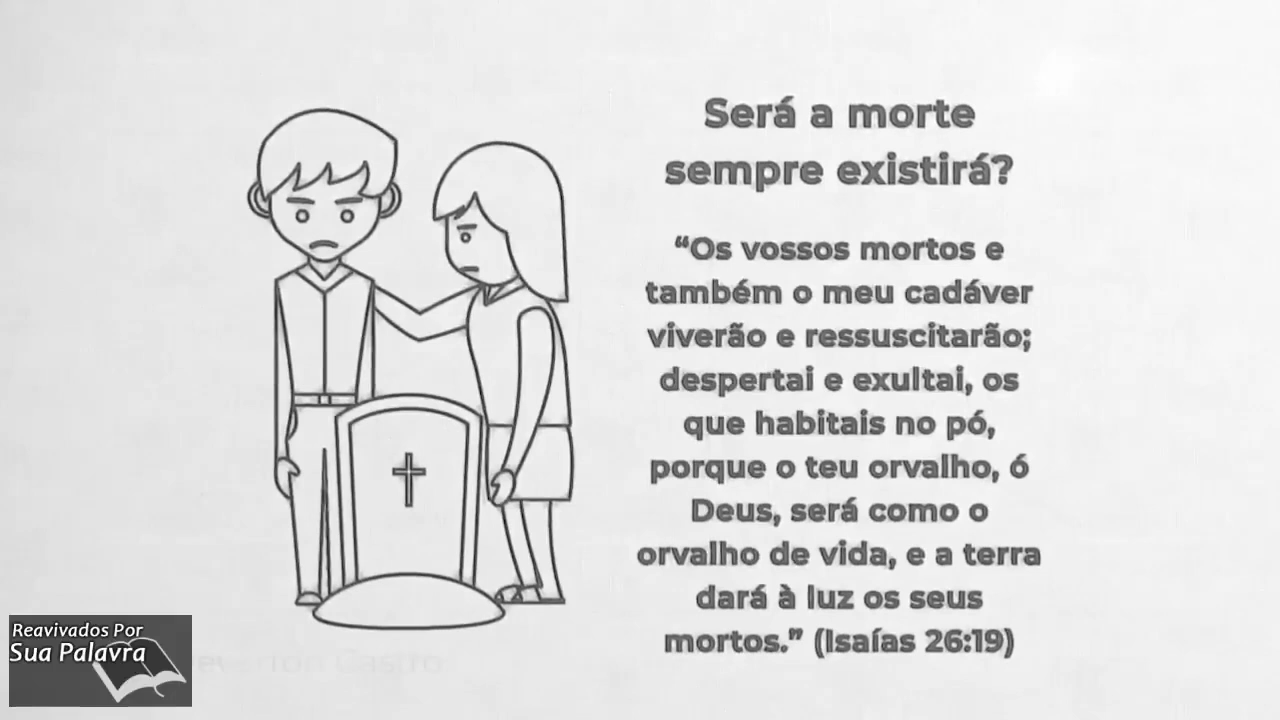 Será a morte
sempre existirá?
“Os vossos mortos e
também o meu cadáver
viverão e ressuscitarão;
despertai e exultai, os
que habitais no pó,
porque o teu orvalho, ó
Deus, será como o
orvalho de vida, e a terra
dará à luz os seus
mortos.” (Isaías 26:19)
Reavivados Por
Sua Palavra
Castro